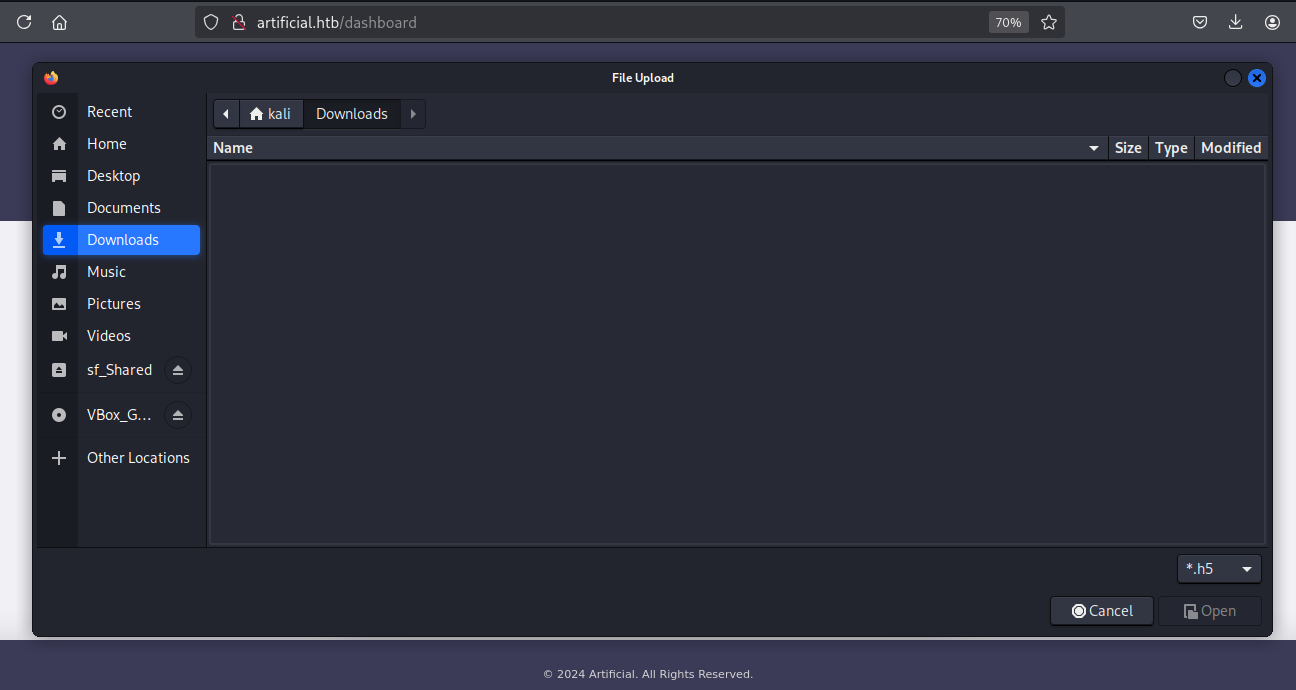 artificial.htb/dashboard 70%
File Upload
Recent
Home
Desktop
Documents
Downloads
Music
Pictures
Videos
sf_Shared
VBox_G...
Other Locations
kali Downloads
Name Size Type Modified
*.h5
Cancel Open
© 2024 Artificial. All Rights Reserved.